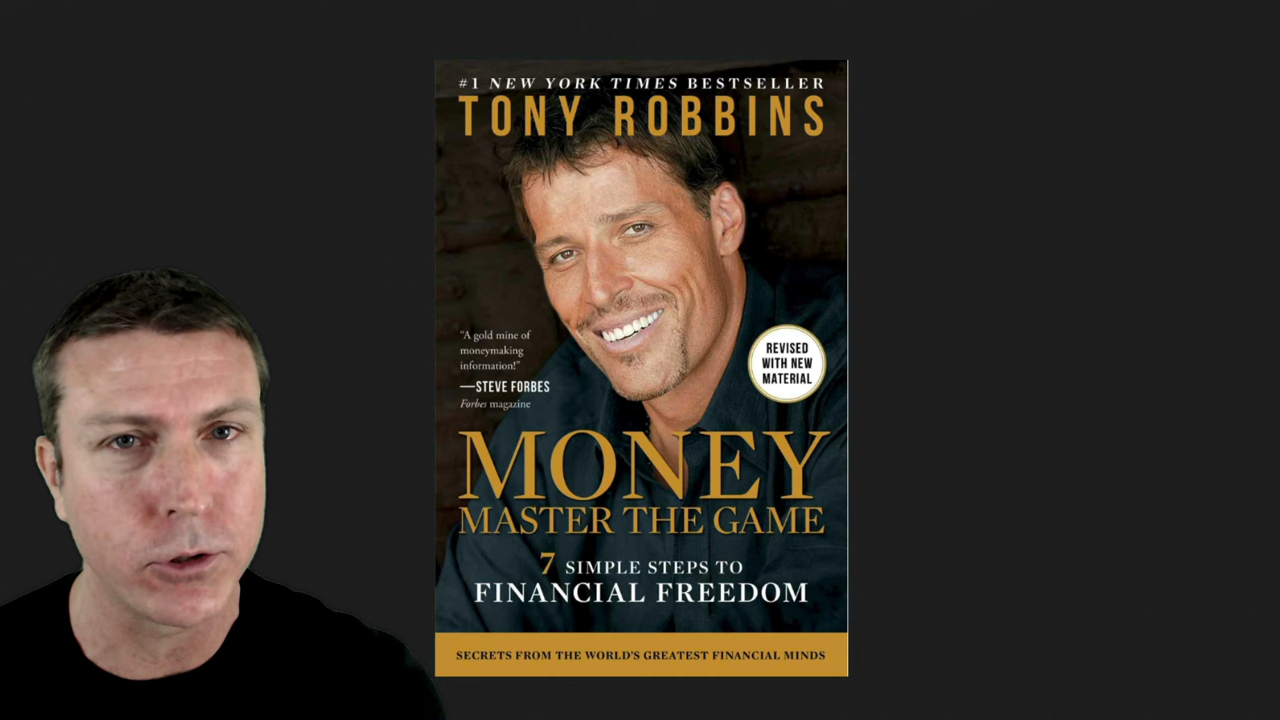 #1 NEW YORK TIMES BESTSELLER
TONY ROBBINS
“A gold mine of
moneymaking
information!”
—STEVE FORBES
Forbes magazine
REVISED
WITH NEW
MATERIAL
MONEY
MASTER THE GAME
7 SIMPLE STEPS TO
FINANCIAL FREEDOM
SECRETS FROM THE WORLD'S GREATEST FINANCIAL MINDS